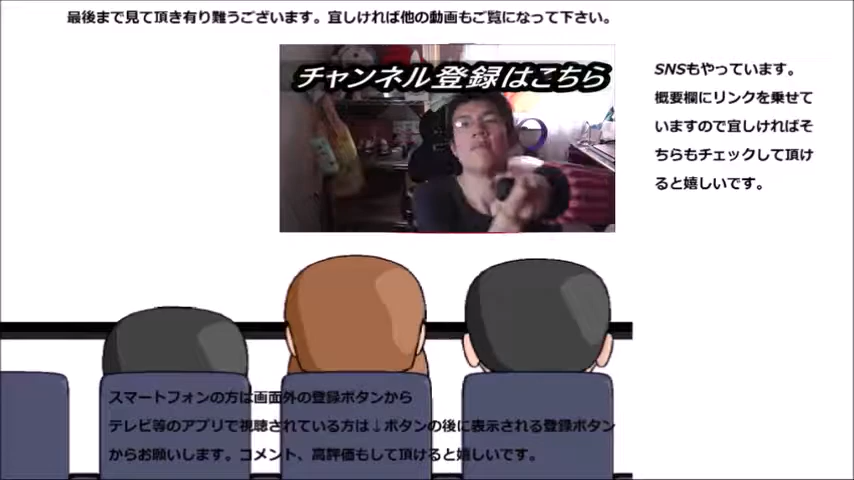 最後まで見て頂き有り難うございます。宜しければ他の動画もご覧になって下さい。
チャンネル登録はこちら
SNSもやっています。
概要欄にリンクを乗せて
いますので宜しければそ
ちらもチェックして頂け
ると嬉しいです。
スマートフォンの方は画面外の登録ボタンから
テレビ等のアプリで視聴されている方は↓ボタンの後に表示される登録ボタン
からお願いします。コメント、高評価もして頂けると嬉しいです。